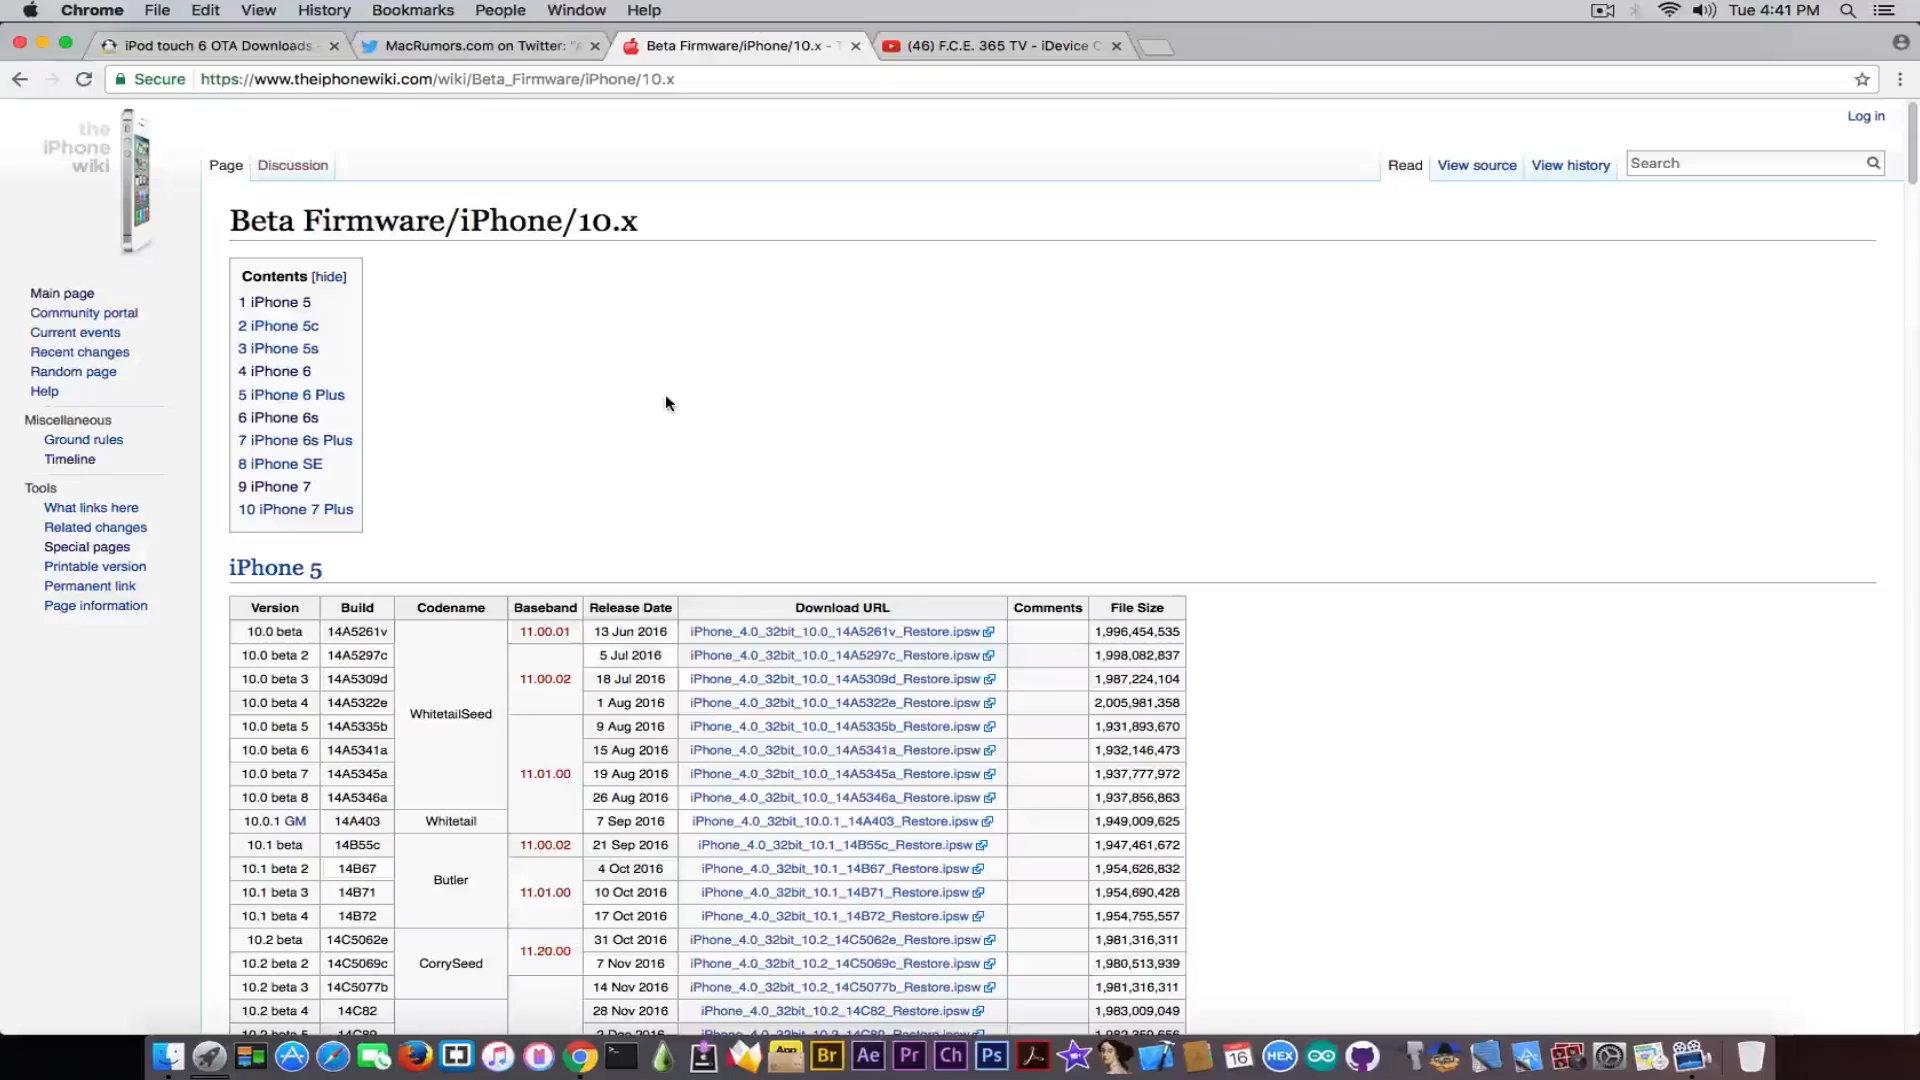 Chrome File Edit View History Bookmarks People Window Help Tue 4:41 PM
iPod touch 6 OTA Downloads MacRumors.com on Twitter: Beta Firmware/iPhone/10.x - (46) F.C.E. 365 TV - iDevice
Secure https://www.theiphonewiki.com/wiki/Beta_Firmware/iPhone/10.x
the
iPhone
wiki
Log in
Page Discussion Read View source View history Search
Beta Firmware/iPhone/10.x
Contents [hide]
1 iPhone 5
2 iPhone 5c
3 iPhone 5s
4 iPhone 6
5 iPhone 6 Plus
6 iPhone 6s
7 iPhone 6s Plus
8 iPhone SE
9 iPhone 7
10 iPhone 7 Plus
Main page
Community portal
Current events
Recent changes
Random page
Help
Miscellaneous
Ground rules
Timeline
Tools
What links here
Related changes
Special pages
Printable version
Permanent link
Page information
iPhone 5
Version Build Codename Baseband Release Date Download URL Comments File Size
10.0 beta 14A5261v WhitetailSeed 11.00.01 13 Jun 2016 iPhone_4.0_32bit_10.0_14A5261v_Restore.ipsw 1,996,454,535
10.0 beta 2 14A5297c 11.00.02 5 Jul 2016 iPhone_4.0_32bit_10.0_14A5297c_Restore.ipsw 1,998,082,837
10.0 beta 3 14A5309d 18 Jul 2016 iPhone_4.0_32bit_10.0_14A5309d_Restore.ipsw 1,987,224,104
10.0 beta 4 14A5322e 1 Aug 2016 iPhone_4.0_32bit_10.0_14A5322e_Restore.ipsw 2,005,981,358
10.0 beta 5 14A5335b 11.01.00 9 Aug 2016 iPhone_4.0_32bit_10.0_14A5335b_Restore.ipsw 1,931,893,670
10.0 beta 6 14A5341a 15 Aug 2016 iPhone_4.0_32bit_10.0_14A5341a_Restore.ipsw 1,932,146,473
10.0 beta 7 14A5345a 19 Aug 2016 iPhone_4.0_32bit_10.0_14A5345a_Restore.ipsw 1,937,777,972
10.0 beta 8 14A5346a 26 Aug 2016 iPhone_4.0_32bit_10.0_14A5346a_Restore.ipsw 1,937,856,863
10.0.1 GM 14A403 Whitetail 7 Sep 2016 iPhone_4.0_32bit_10.0.1_14A403_Restore.ipsw 1,949,009,625
10.1 beta 14B55c Butler 11.00.02 21 Sep 2016 iPhone_4.0_32bit_10.1_14B55c_Restore.ipsw 1,947,461,672
10.1 beta 2 14B67 11.01.00 4 Oct 2016 iPhone_4.0_32bit_10.1_14B67_Restore.ipsw 1,954,626,832
10.1 beta 3 14B71 10 Oct 2016 iPhone_4.0_32bit_10.1_14B71_Restore.ipsw 1,954,690,428
10.1 beta 4 14B72 17 Oct 2016 iPhone_4.0_32bit_10.1_14B72_Restore.ipsw 1,954,755,557
10.2 beta 14C5062e CorrySeed 11.20.00 31 Oct 2016 iPhone_4.0_32bit_10.2_14C5062e_Restore.ipsw 1,981,316,311
10.2 beta 2 14C5069c 7 Nov 2016 iPhone_4.0_32bit_10.2_14C5069c_Restore.ipsw 1,980,513,939
10.2 beta 3 14C5077b 14 Nov 2016 iPhone_4.0_32bit_10.2_14C5077b_Restore.ipsw 1,981,316,311
10.2 beta 4 14C82 28 Nov 2016 iPhone_4.0_32bit_10.2_14C82_Restore.ipsw 1,983,009,049
App Br Ae Pr Ch Ps 16 HEX